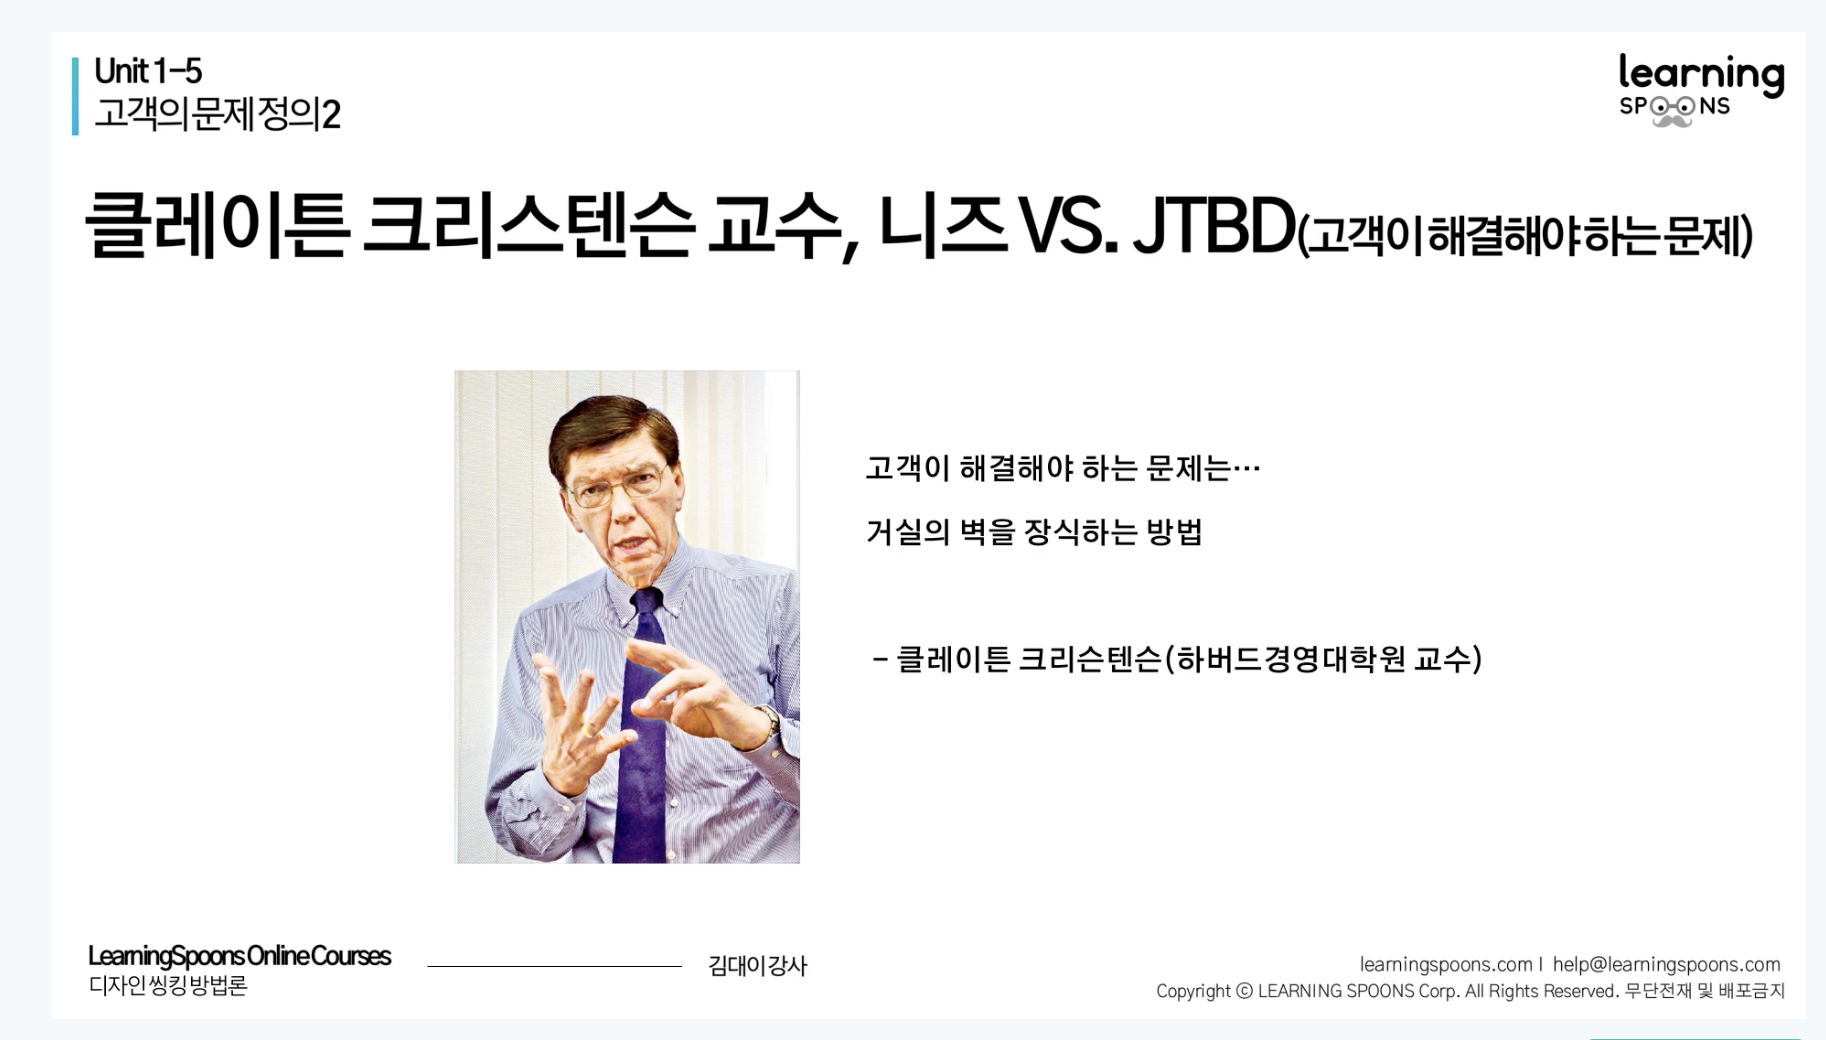 Unit 1-5
고객의 문제 정의2
learning
SPOONS
클레이튼 크리스텐슨 교수, 니즈 VS. JTBD(고객이 해결해야 하는 문제)
고객이 해결해야 하는 문제는…
거실의 벽을 장식하는 방법
- 클레이튼 크리슨텐슨(하버드경영대학원 교수)
LearningSpoons Online Courses
디자인 씽킹 방법론
김대이 강사
learningspoons.com I help@learningspoons.com
Copyright ⓒ LEARNING SPOONS Corp. All Rights Reserved. 무단전재 및 배포금지